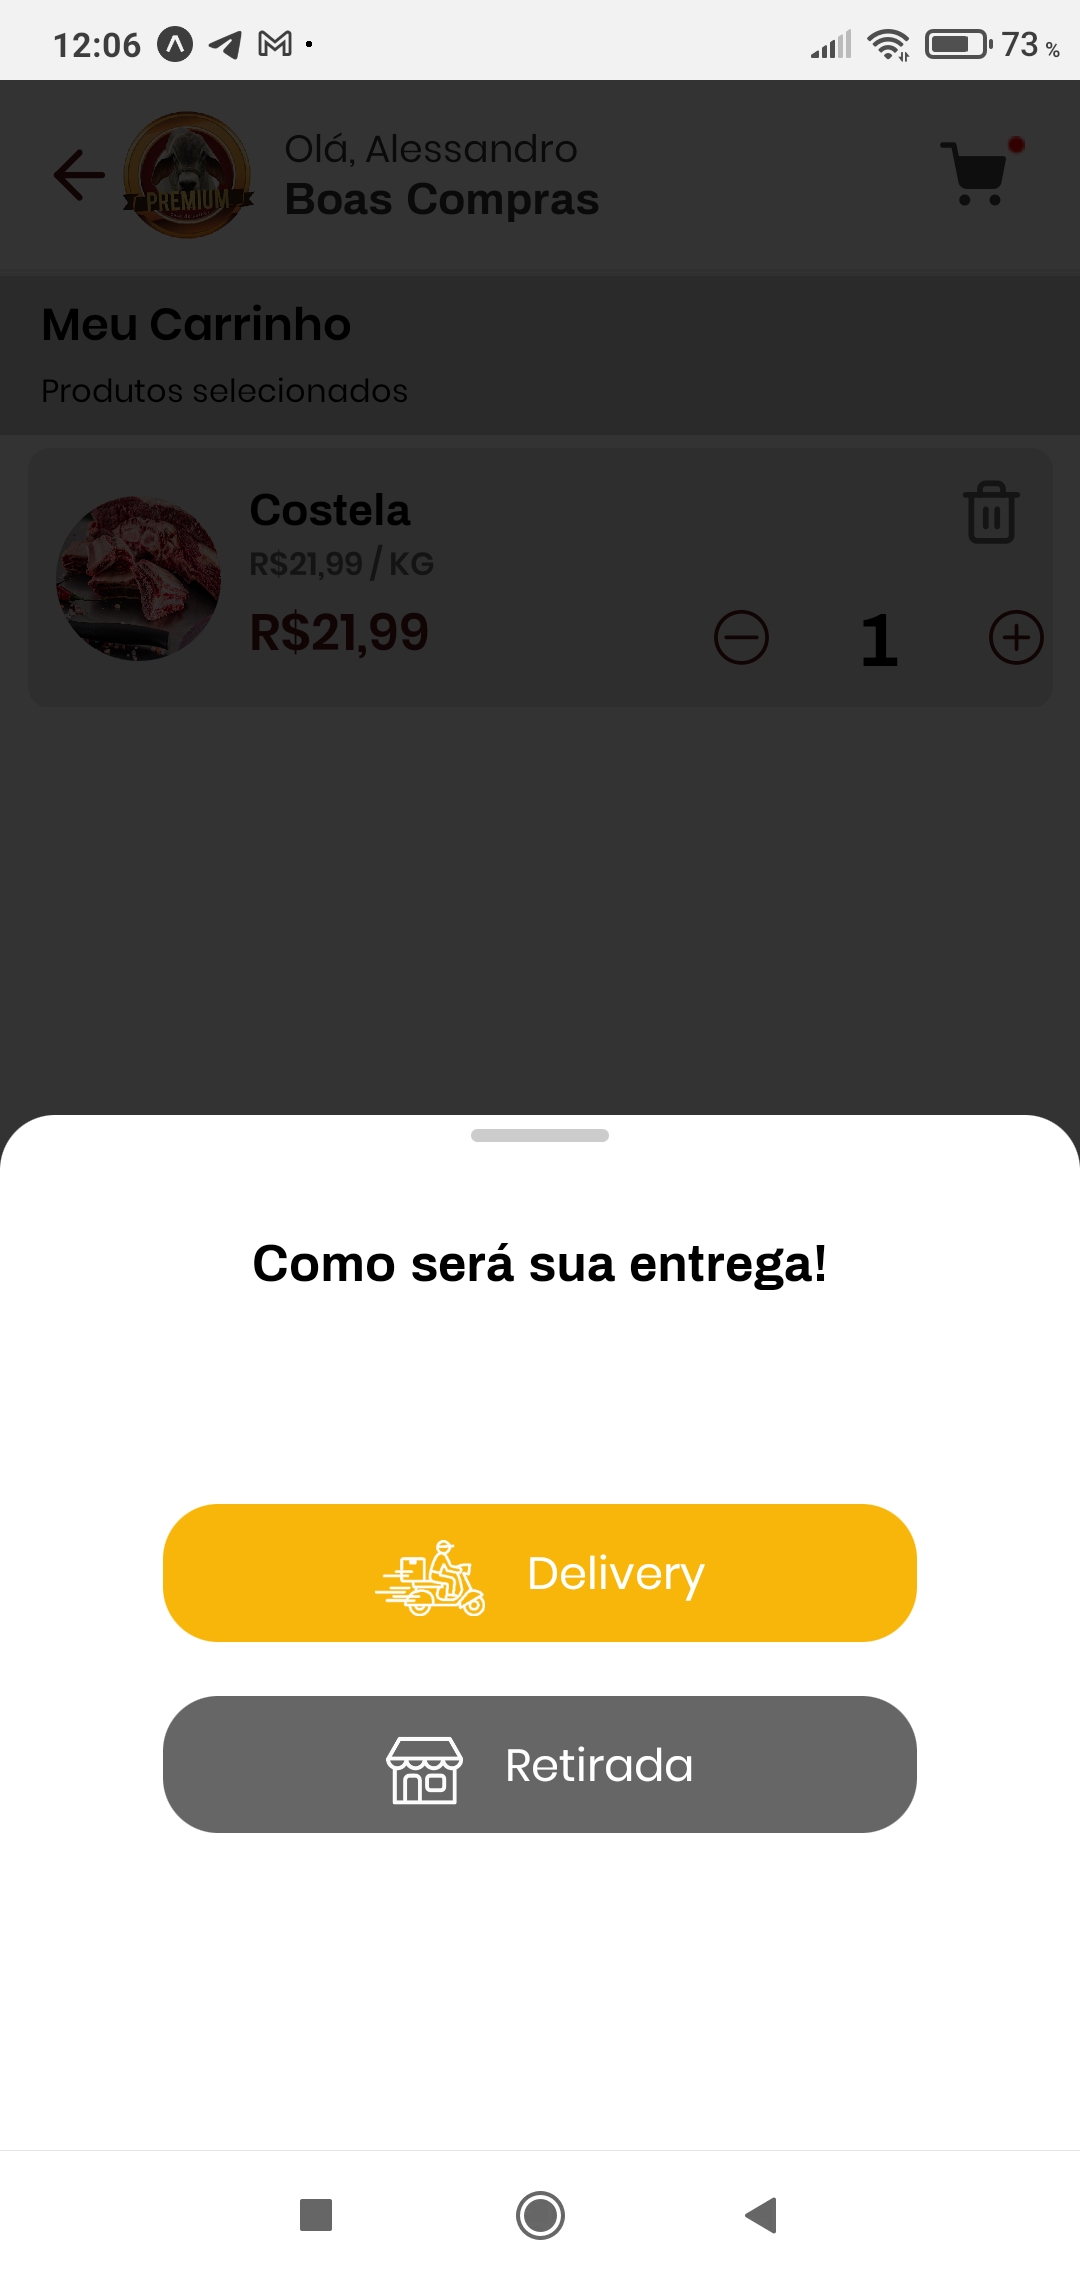 12:06
73 %
Olá, Alessandro
Boas Compras
PREMIUM
Meu Carrinho
Produtos selecionados
Costela
R$21,99 / KG
R$21,99
1
Como será sua entrega!
Delivery
Retirada